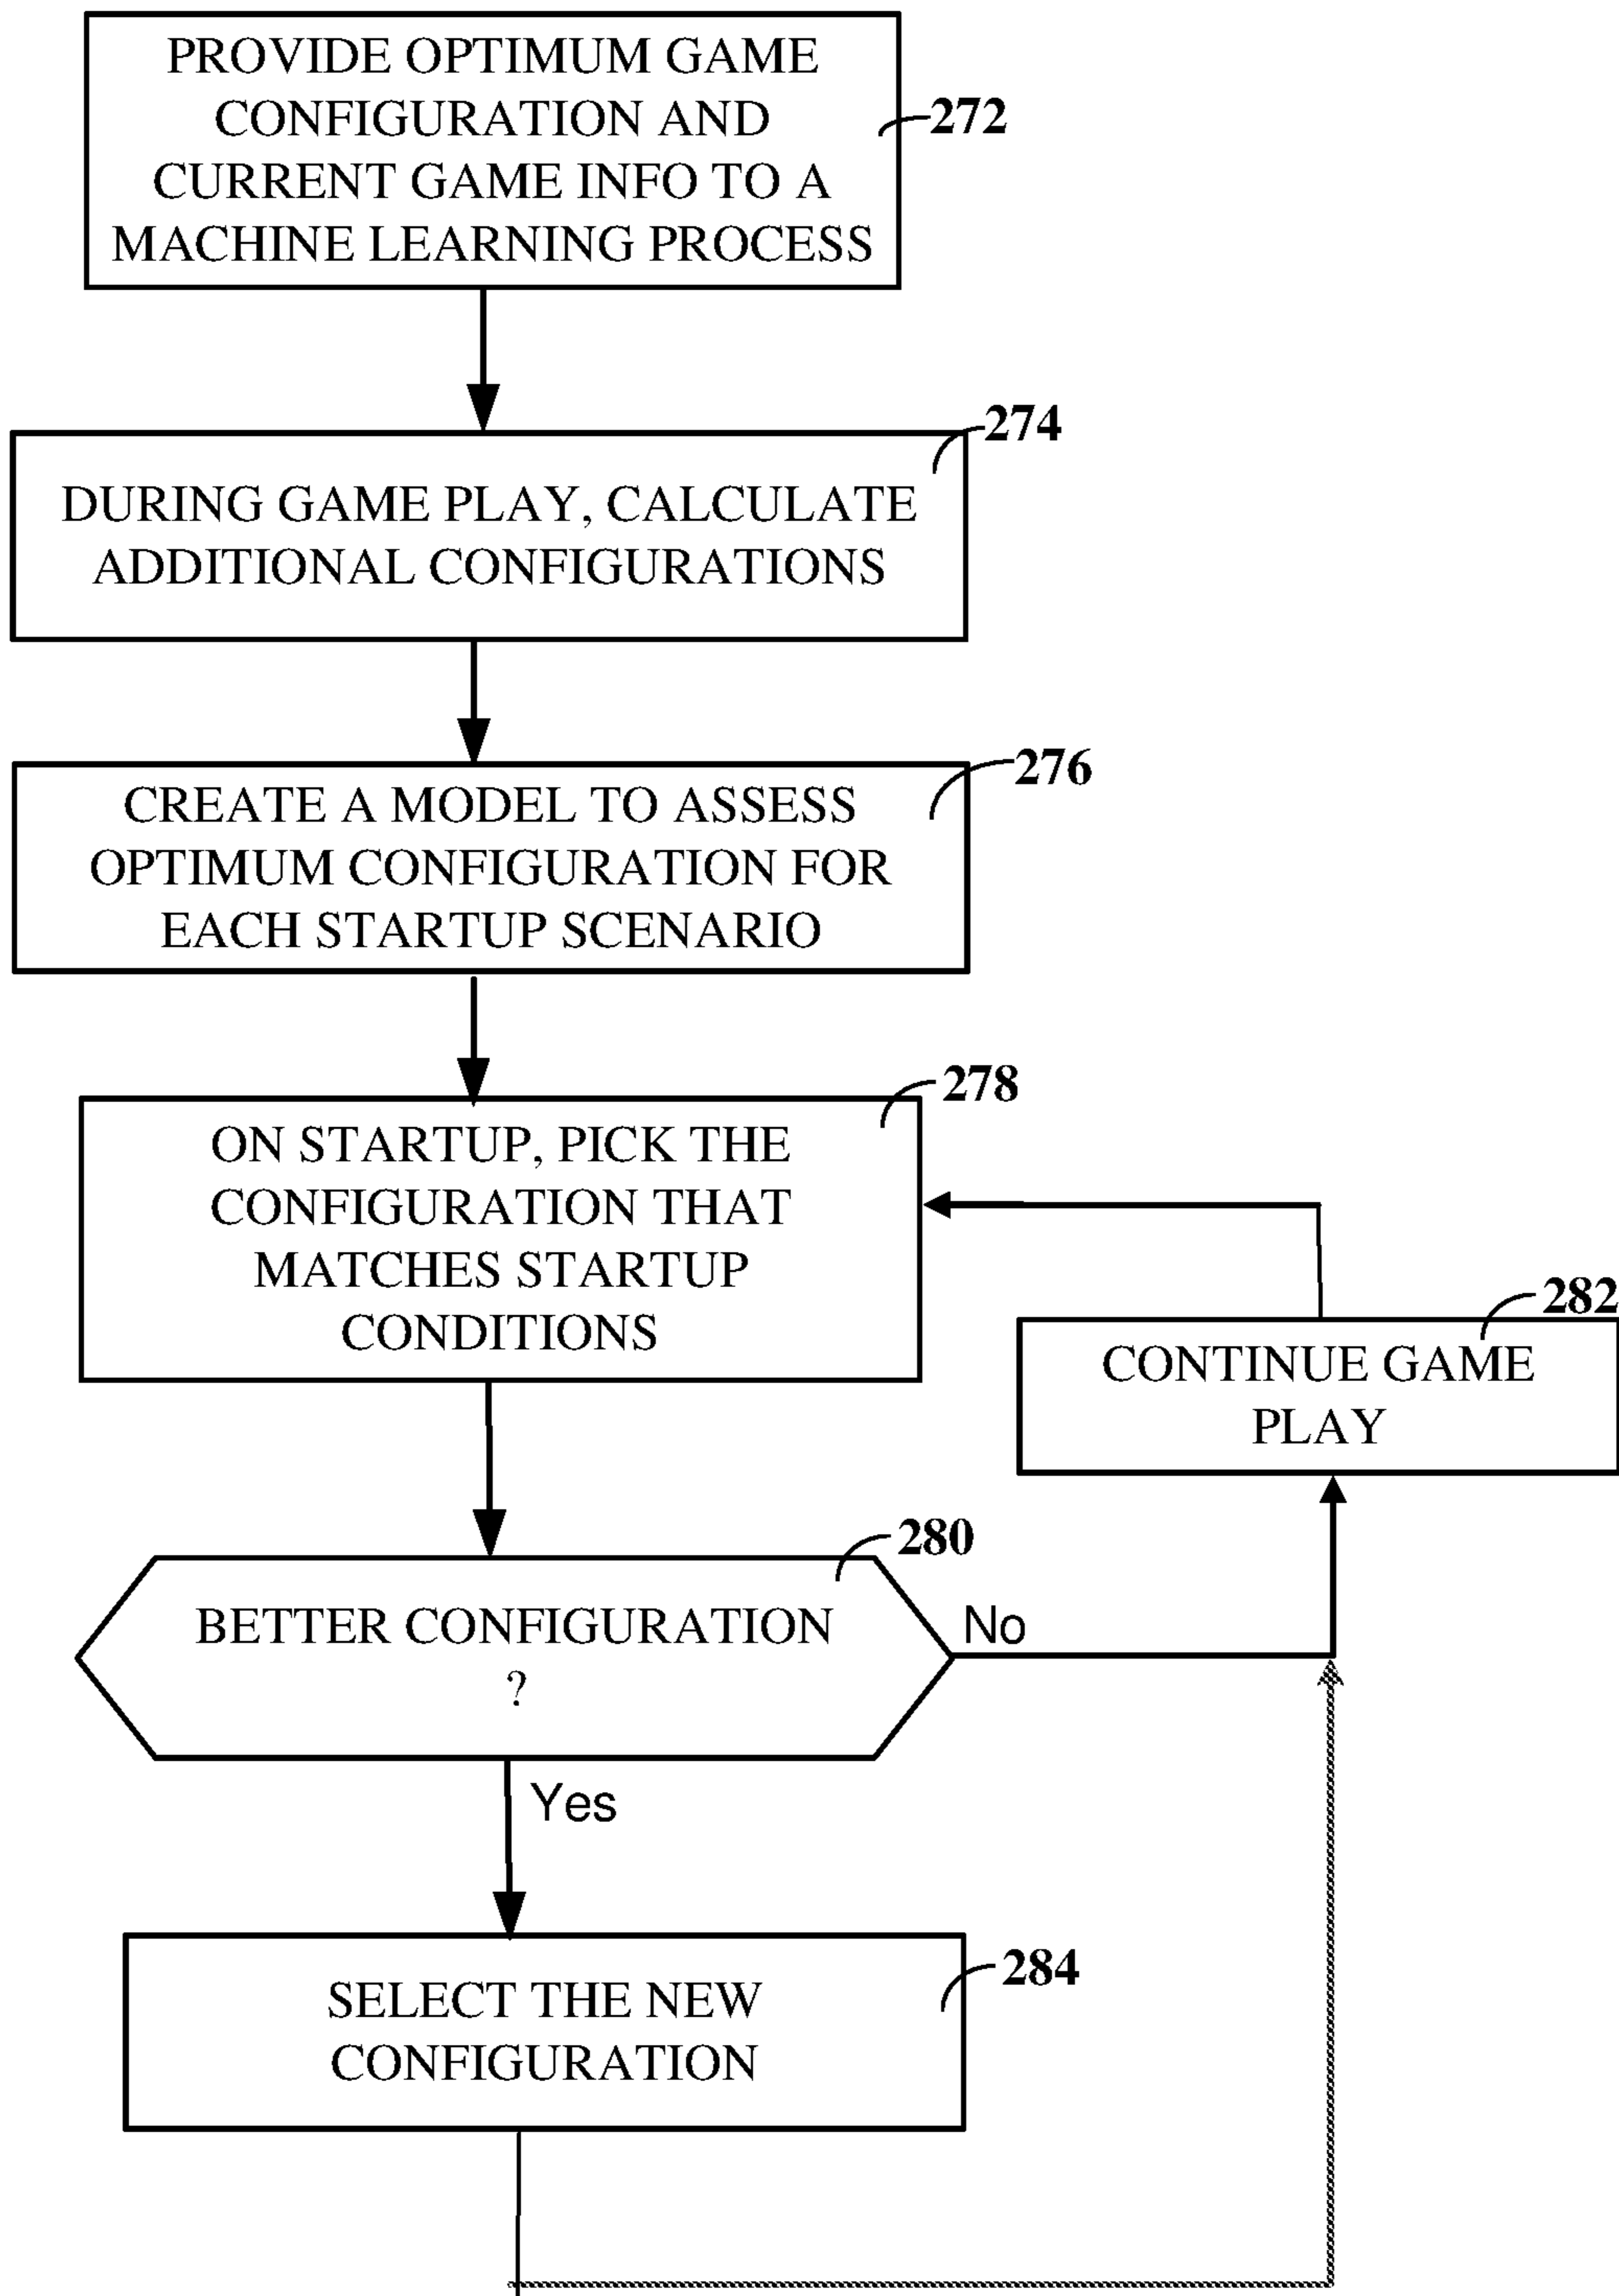 PROVIDE OPTIMUM GAME
CONFIGURATION AND
CURRENT GAME INFO TO A
MACHINE LEARNING PROCESS
272
274
DURING GAME PLAY, CALCULATE
ADDITIONAL CONFIGURATIONS
276
CREATE A MODEL TO ASSESS
OPTIMUM CONFIGURATION FOR
EACH STARTUP SCENARIO
278
ON STARTUP, PICK THE
CONFIGURATION THAT
MATCHES STARTUP
CONDITIONS
282
CONTINUE GAME
PLAY
280
BETTER CONFIGURATION
?
No
Yes
284
SELECT THE NEW
CONFIGURATION